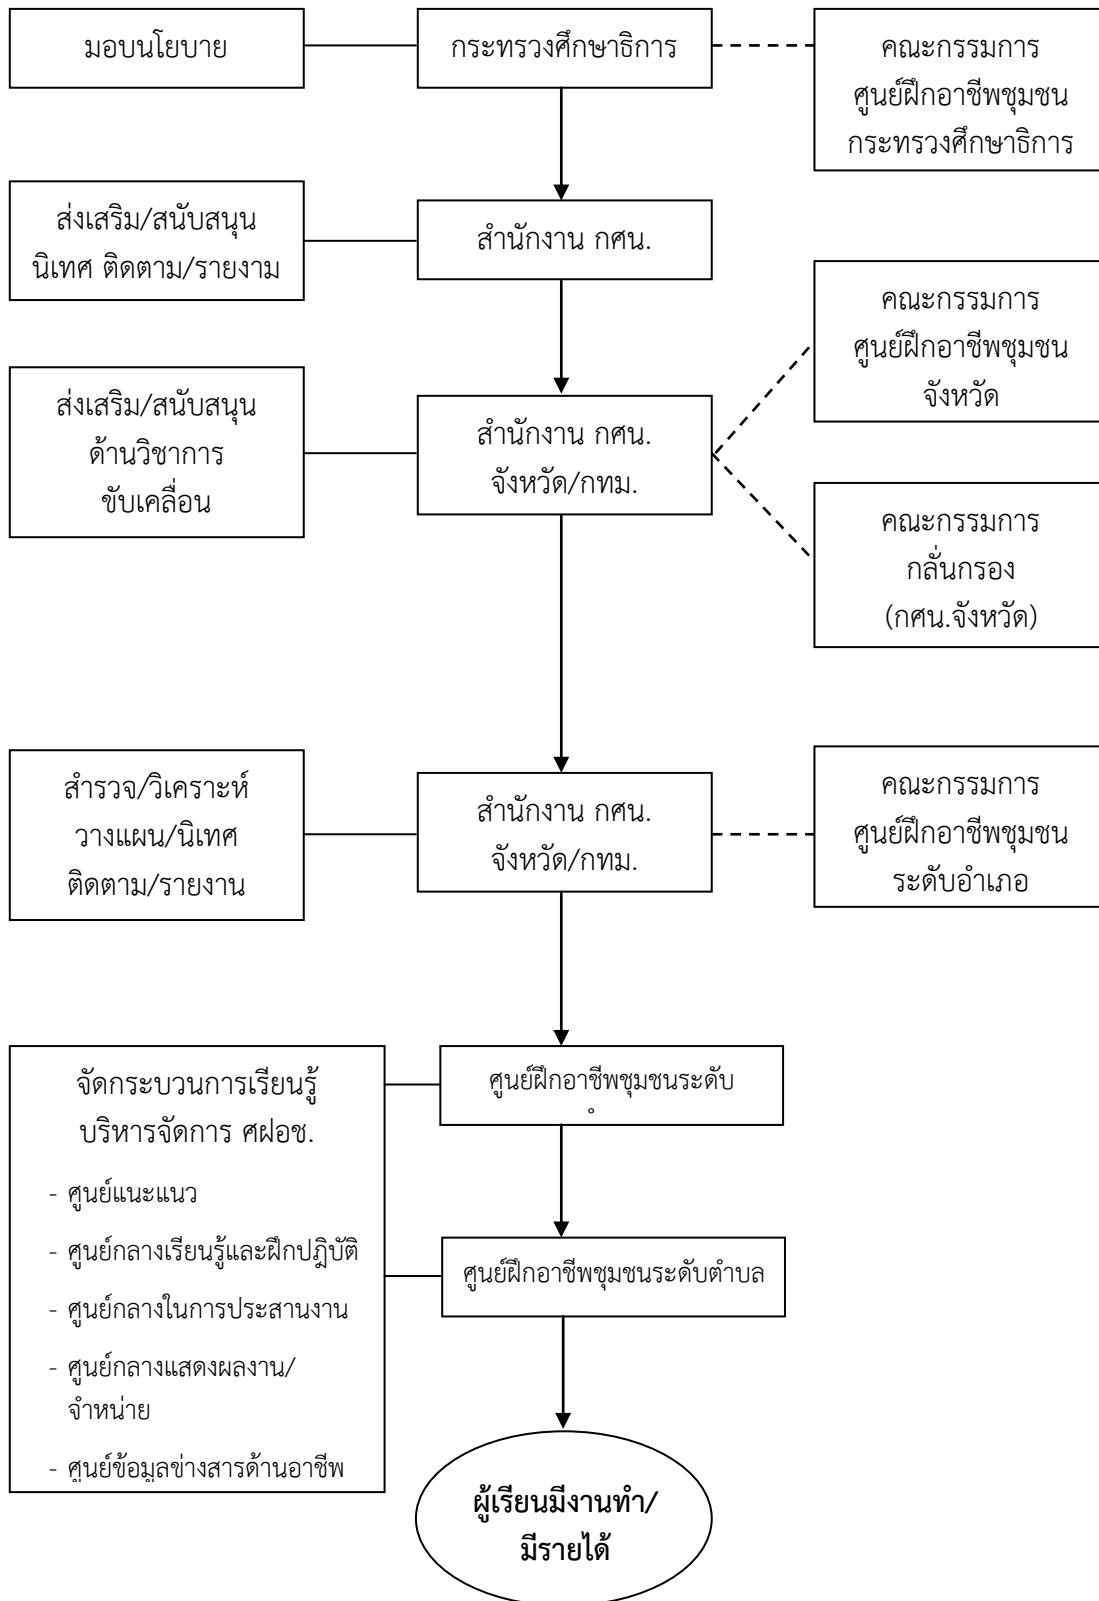 มอบนโยบาย
กระทรวงศึกษาธิการ
คณะกรรมการ
ศูนย์ฝึกอาชีพชุมชน
กระทรวงศึกษาธิการ
ส่งเสริม/สนับสนุน
นิเทศ ติดตาม/รายงาม
สำนักงาน กศน.
คณะกรรมการ
ศูนย์ฝึกอาชีพชุมชน
จังหวัด
ส่งเสริม/สนับสนุน
ด้านวิชาการ
ขับเคลื่อน
สำนักงาน กศน.
จังหวัด/กทม.
คณะกรรมการ
กลั่นกรอง
(กศน.จังหวัด)
สำรวจ/วิเคราะห์
วางแผน/นิเทศ
ติดตาม/รายงาน
สำนักงาน กศน.
จังหวัด/กทม.
คณะกรรมการ
ศูนย์ฝึกอาชีพชุมชน
ระดับอำเภอ
จัดกระบวนการเรียนรู้
บริหารจัดการ ศฝอช.
- ศูนย์แนะแนว
- ศูนย์กลางเรียนรู้และฝึกปฎิบัติ
- ศูนย์กลางในการประสานงาน
- ศูนย์กลางแสดงผลงาน/
จำหน่าย
- ศูนย์ข้อมูลข่างสารด้านอาชีพ
ศูนย์ฝึกอาชีพชุมชนระดับ
ศูนย์ฝึกอาชีพชุมชนระดับตำบล
ผู้เรียนมีงานทำ/
มีรายได้